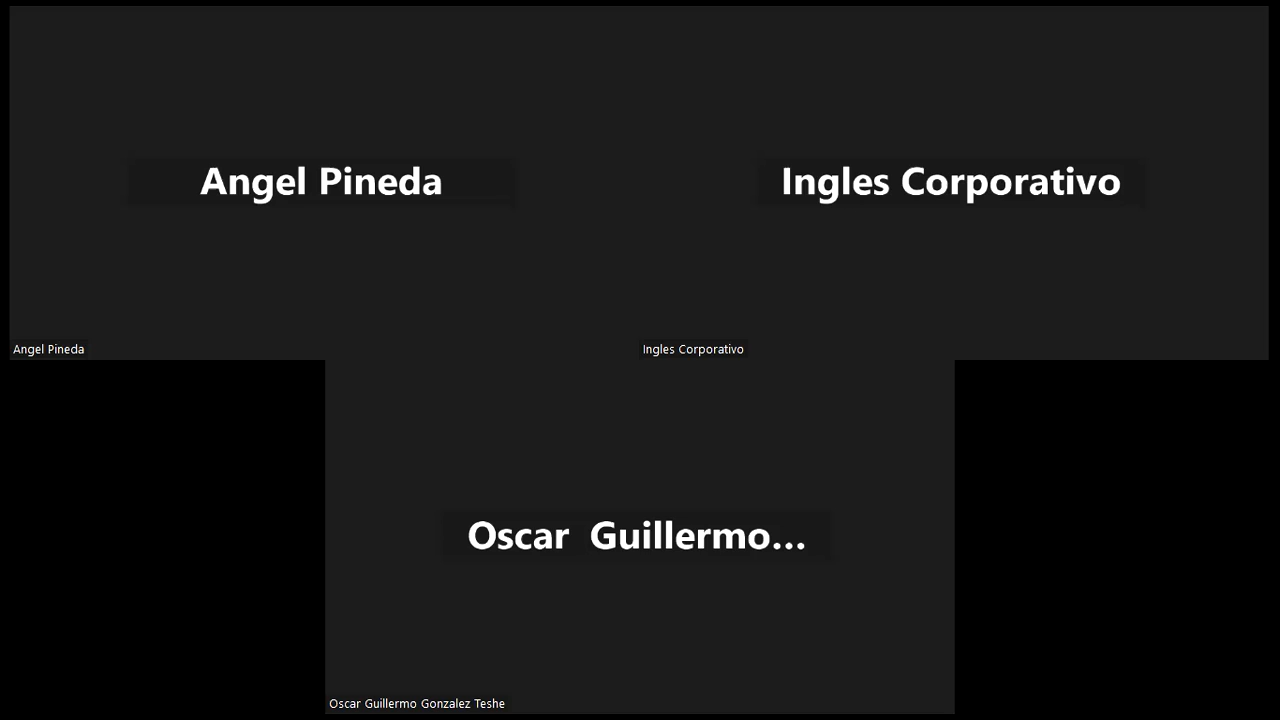 Angel Pineda
Ingles Corporativo
Angel Pineda
Ingles Corporativo
Oscar  Guillermo...
Oscar Guillermo Gonzalez Teshe